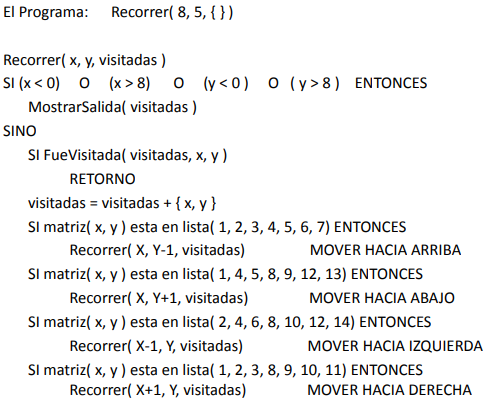 El Programa: Recorrer( 8, 5, { } )
Recorrer( x, y, visitadas )
SI (x < 0) O (x > 8) O (y < 0 ) O ( y > 8 ) ENTONCES
MostrarSalida( visitadas )
SINO
SI FueVisitada( visitadas, x, y )
RETORNO
visitadas = visitadas + { x, y }
SI matriz( x, y ) esta en lista( 1, 2, 3, 4, 5, 6, 7) ENTONCES
Recorrer( X, Y-1, visitadas) MOVER HACIA ARRIBA
SI matriz( x, y ) esta en lista( 1, 4, 5, 8, 9, 12, 13) ENTONCES
Recorrer( X, Y+1, visitadas) MOVER HACIA ABAJO
SI matriz( x, y ) esta en lista( 2, 4, 6, 8, 10, 12, 14) ENTONCES
Recorrer( X-1, Y, visitadas) MOVER HACIA IZQUIERDA
SI matriz( x, y ) esta en lista( 1, 2, 3, 8, 9, 10, 11) ENTONCES
Recorrer( X+1, Y, visitadas) MOVER HACIA DERECHA